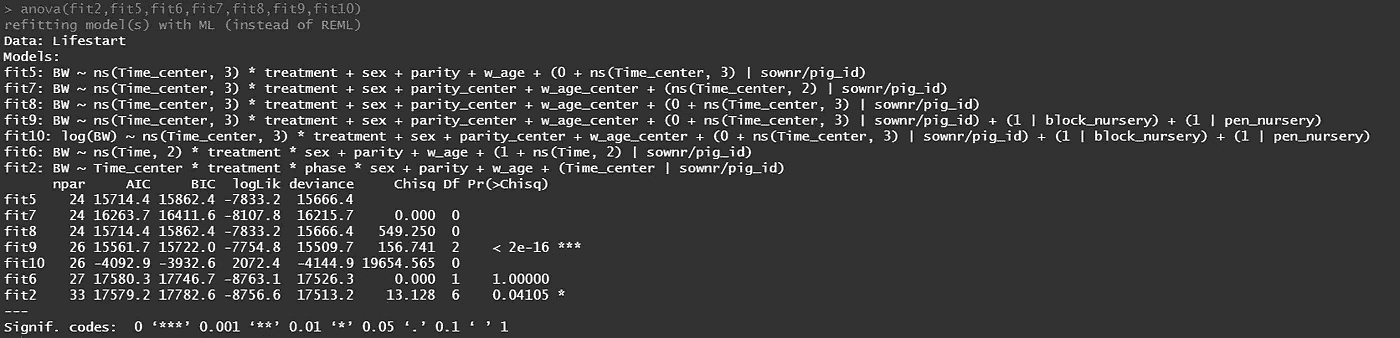 > anova(fit2,fit5,fit6,fit7,fit8,fit9,fit10)
refitting model(s) with ML (instead of REML)
Data: Lifestart
Models:
fit5: BW ~ ns(Time_center, 3) * treatment + sex + parity + w_age + (0 + ns(Time_center, 3) | sownr/pig_id)
fit7: BW ~ ns(Time_center, 3) * treatment + sex + parity_center + w_age_center + (ns(Time_center, 2) | sownr/pig_id)
fit8: BW ~ ns(Time_center, 3) * treatment + sex + parity_center + w_age_center + (0 + ns(Time_center, 3) | sownr/pig_id)
fit9: BW ~ ns(Time_center, 3) * treatment + sex + parity_center + w_age_center + (0 + ns(Time_center, 3) | sownr/pig_id) + (1 | block_nursery) + (1 | pen_nursery)
fit10: log(BW) ~ ns(Time_center, 3) * treatment + sex + parity_center + w_age_center + (0 + ns(Time_center, 3) | sownr/pig_id) + (1 | block_nursery) + (1 | pen_nursery)
fit6: BW ~ ns(Time, 2) * treatment * sex + parity + w_age + (1 + ns(Time, 2) | sownr/pig_id)
fit2: BW ~ Time_center * treatment * phase * sex + parity + w_age + (Time_center | sownr/pig_id)
npar AIC BIC logLik deviance Chisq Df Pr(>Chisq)
fit5 24 15714.4 15862.4 -7833.2 15666.4
fit7 24 16263.7 16411.6 -8107.8 16215.7 0.000 0
fit8 24 15714.4 15862.4 -7833.2 15666.4 549.250 0
fit9 26 15561.7 15722.0 -7754.8 15509.7 156.741 2 < 2e-16 ***
fit10 26 -4092.9 -3932.6 2072.4 -4144.9 19654.565 0
fit6 27 17580.3 17746.7 -8763.1 17526.3 0.000 1 1.00000
fit2 33 17579.2 17782.6 -8756.6 17513.2 13.128 6 0.04105 *
---
Signif. codes: 0 ‘***’ 0.001 ‘**’ 0.01 ‘*’ 0.05 ‘.’ 0.1 ‘ ’ 1